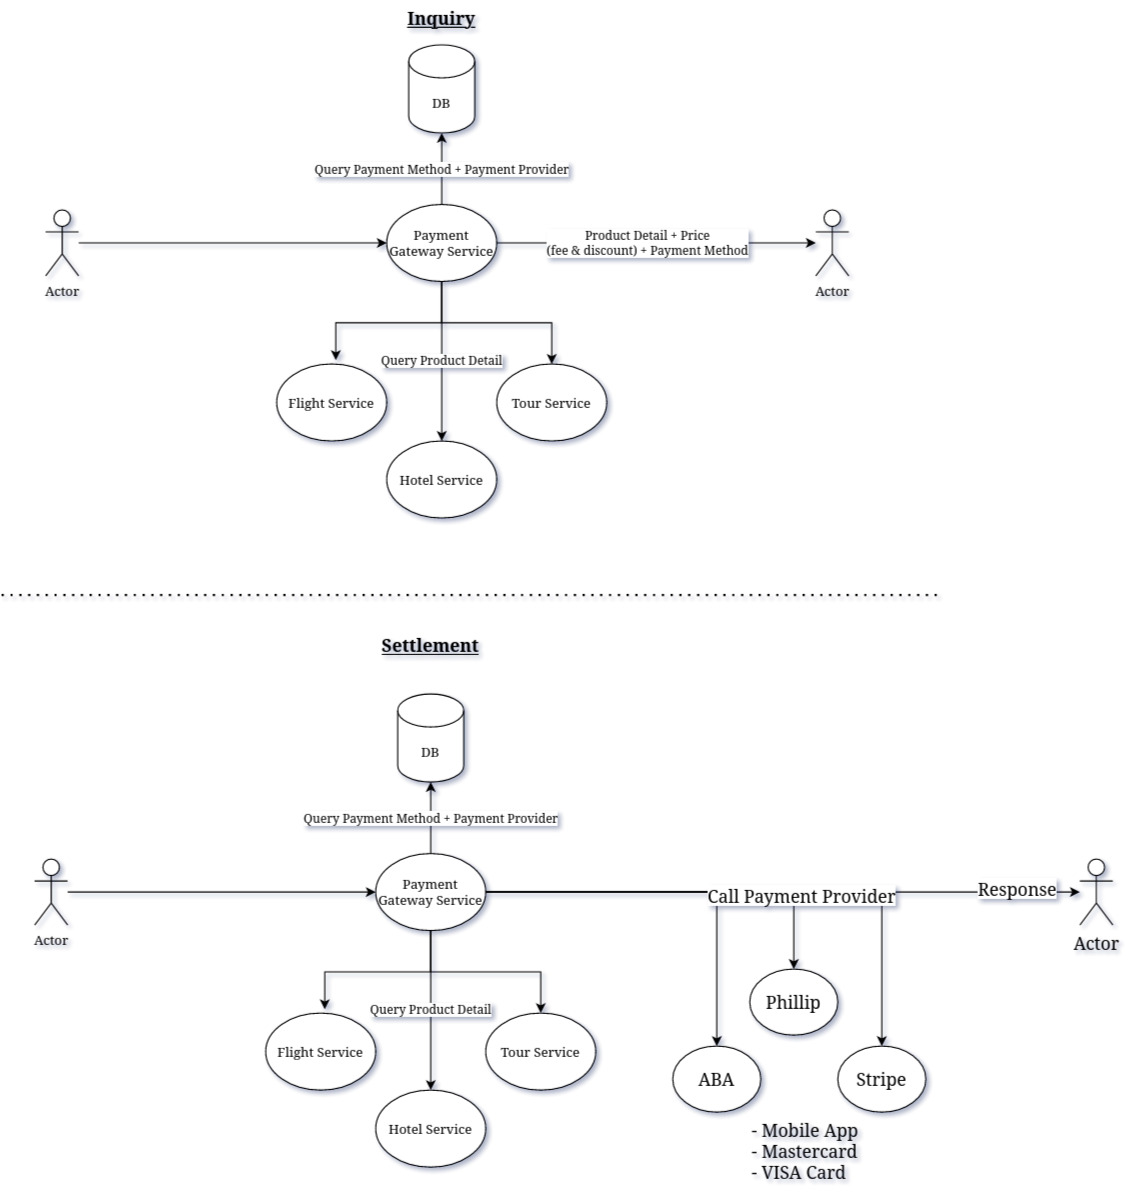 Inquiry
DB
Query Payment Method + Payment Provider
Payment
Gateway Service
Product Detail + Price
(fee & discount) + Payment Method
Actor
Actor
Query Product Detail
Flight Service
Tour Service
Hotel Service
Settlement
DB
Query Payment Method + Payment Provider
Payment
Gateway Service
Call Payment Provider
Response
Actor
Actor
Query Product Detail
Phillip
Flight Service
Tour Service
ABA
Stripe
Hotel Service
- Mobile App
- Mastercard
- VISA Card